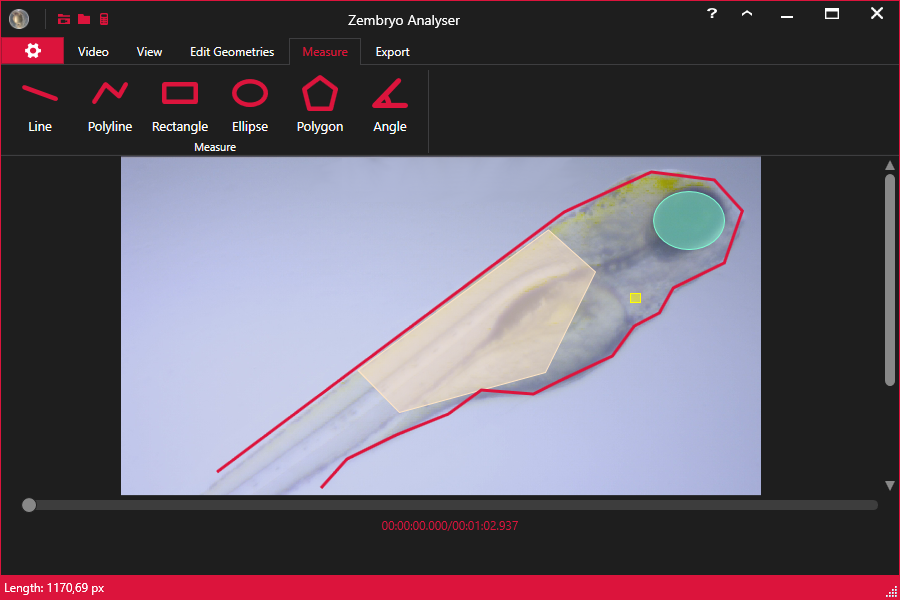 Zembryo Analyser
?
Video View Edit Geometries Measure Export
Line Polyline Rectangle Ellipse Polygon Angle
Measure
00:00:00.000/00:01:02.937
Length: 1170,69 px